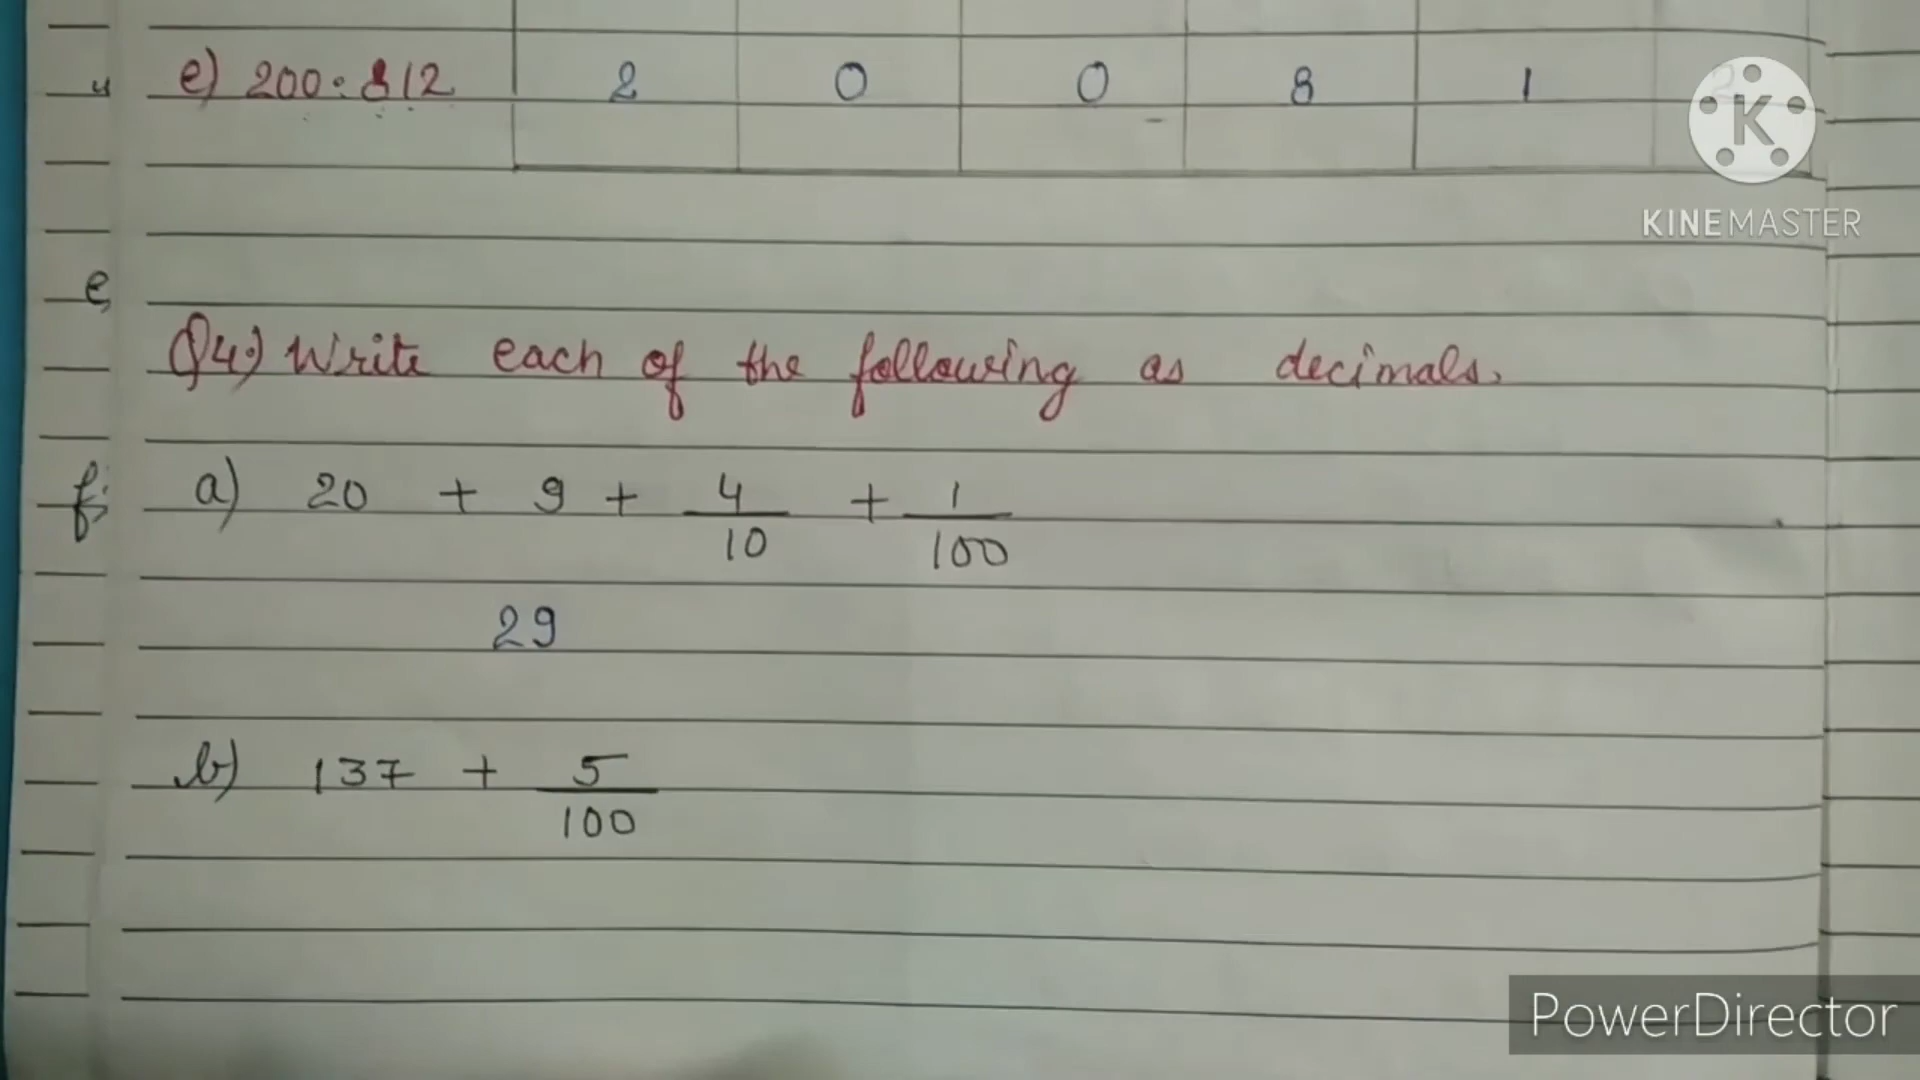 e) 200.812 2 0 0 8 1 2
K
KINEMASTER
e
Q4.) Write each of the following as decimals.
a) 20 + 9 + 4/10 + 1/100
29
b) 137 + 5/100
PowerDirector